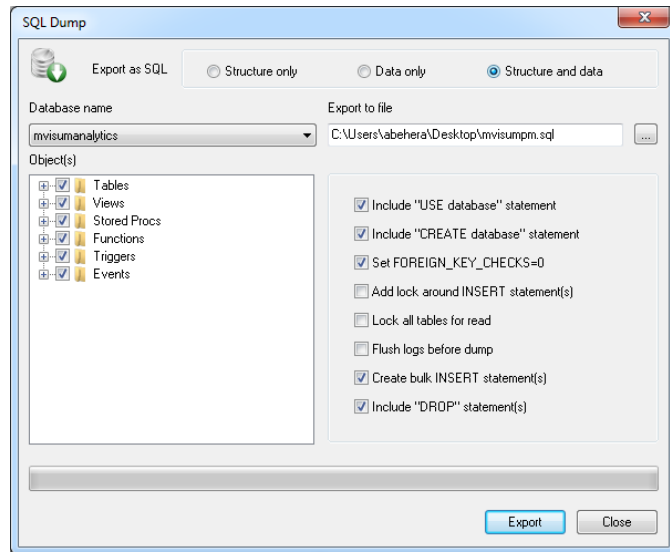 SQL Dump
Export as SQL
Structure only
Data only
Structure and data
Database name
mvisumanalytics
Export to file
C:\Users\abehera\Desktop\mvisumpm.sql
...
Object(s)
Tables
Views
Stored Procs
Functions
Triggers
Events
Include "USE database" statement
Include "CREATE database" statement
Set FOREIGN_KEY_CHECKS=0
Add lock around INSERT statement(s)
Lock all tables for read
Flush logs before dump
Create bulk INSERT statement(s)
Include "DROP" statement(s)
Export
Close